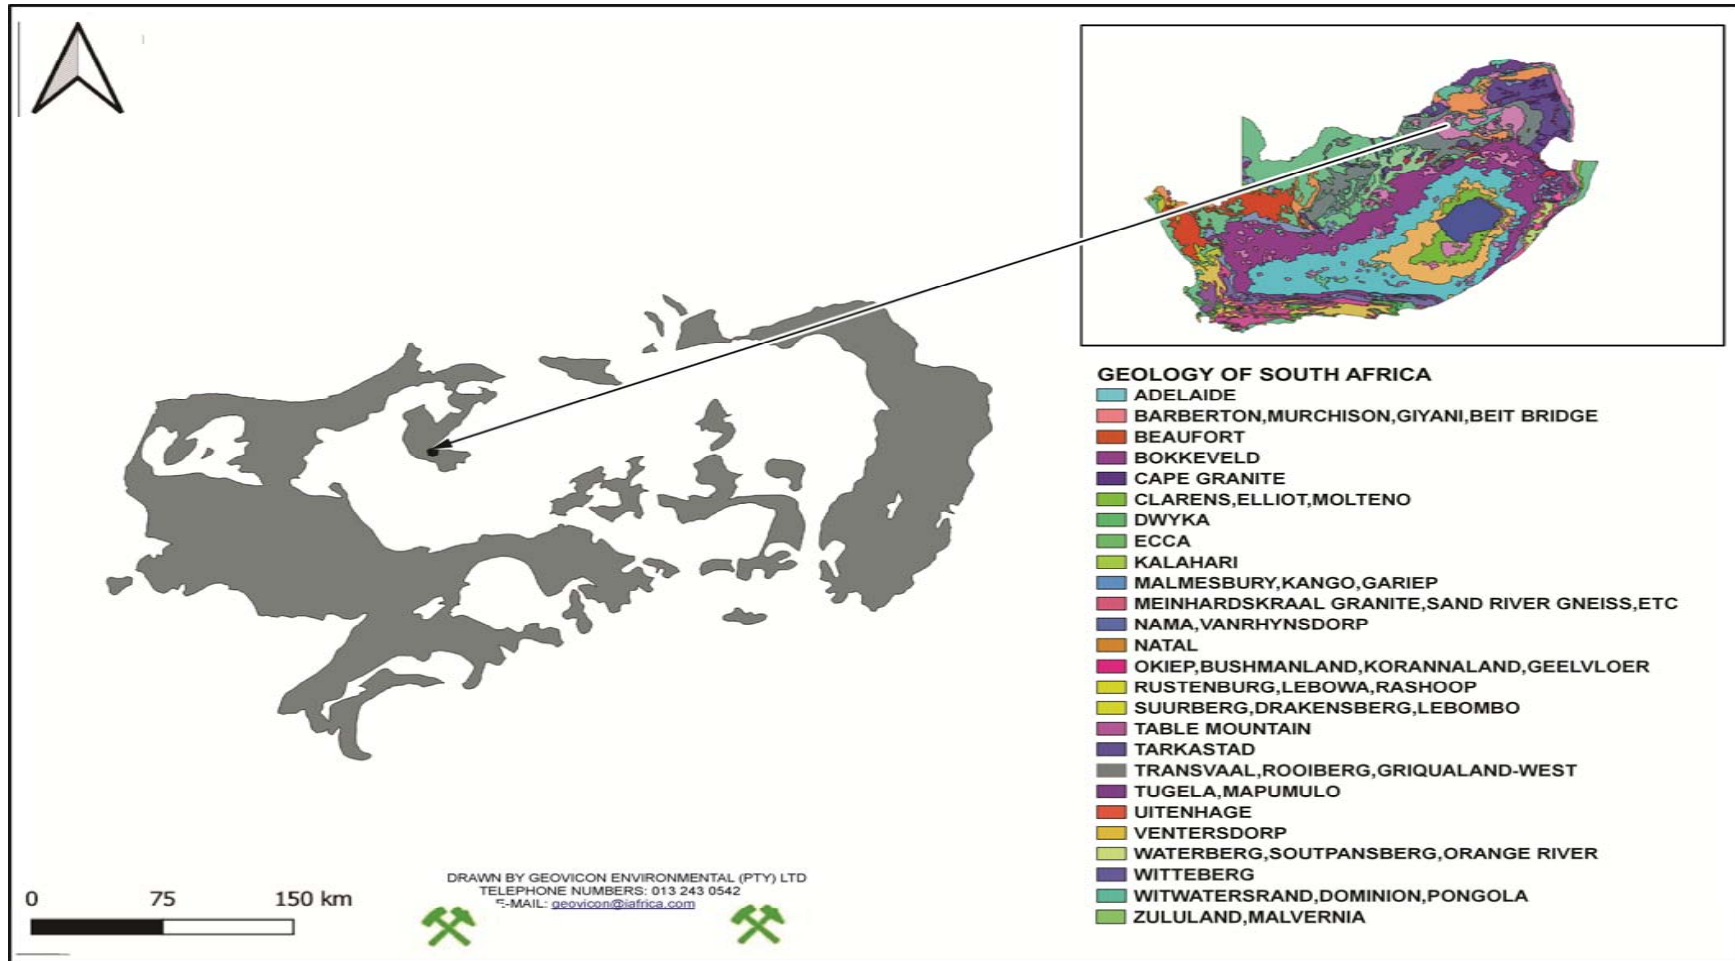 GEOLOGY OF SOUTH AFRICA
ADELAIDE
BARBERTON,MURCHISON,GIYANI,BEIT BRIDGE
BEAUFORT
BOKKEVELD
CAPE GRANITE
CLARENS,ELLIOT,MOLTENO
DWYKA
ECCA
KALAHARI
MALMESBURY,KANGO,GARIEP
MEINHARDSKRAAL GRANITE,SAND RIVER GNEISS,ETC
NAMA,VANRHYNSDORP
NATAL
OKIEP,BUSHMANLAND,KORANNALAND,GEELVLOER
RUSTENBURG,LEBOWA,RASHOOP
SUURBERG,DRAKENSBERG,LEBOMBO
TABLE MOUNTAIN
TARKASTAD
TRANSVAAL,ROOIBERG,GRIQUALAND-WEST
TUGELA,MAPUMULO
UITENHAGE
VENTERSDORP
WATERBERG,SOUTPANSBERG,ORANGE RIVER
WITTEBERG
WITWATERSRAND,DOMINION,PONGOLA
ZULULAND,MALVERNIA
DRAWN BY GEOVICON ENVIRONMENTAL (PTY) LTD
TELEPHONE NUMBERS: 013 243 0542
E-MAIL: geovicon@iafrica.com
0 75 150 km